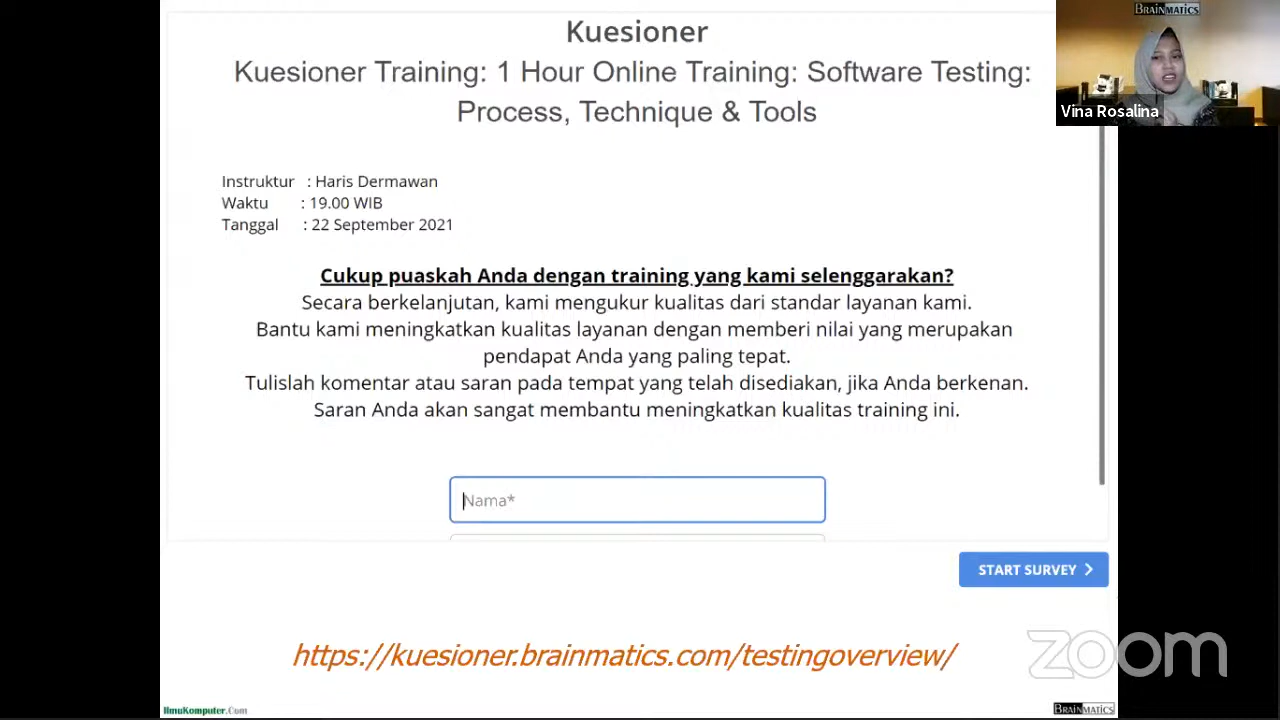 Kuesioner
Kuesioner Training: 1 Hour Online Training: Software Testing:
Process, Technique & Tools
BRAINMATICS
Vina Rosalina
Instruktur : Haris Dermawan
Waktu : 19.00 WIB
Tanggal : 22 September 2021
Cukup puaskah Anda dengan training yang kami selenggarakan?
Secara berkelanjutan, kami mengukur kualitas dari standar layanan kami.
Bantu kami meningkatkan kualitas layanan dengan memberi nilai yang merupakan
pendapat Anda yang paling tepat.
Tulislah komentar atau saran pada tempat yang telah disediakan, jika Anda berkenan.
Saran Anda akan sangat membantu meningkatkan kualitas training ini.
Nama*
START SURVEY
https://kuesioner.brainmatics.com/testingoverview/
zoom
IlmuKomputer.Com
BRAINMATICS